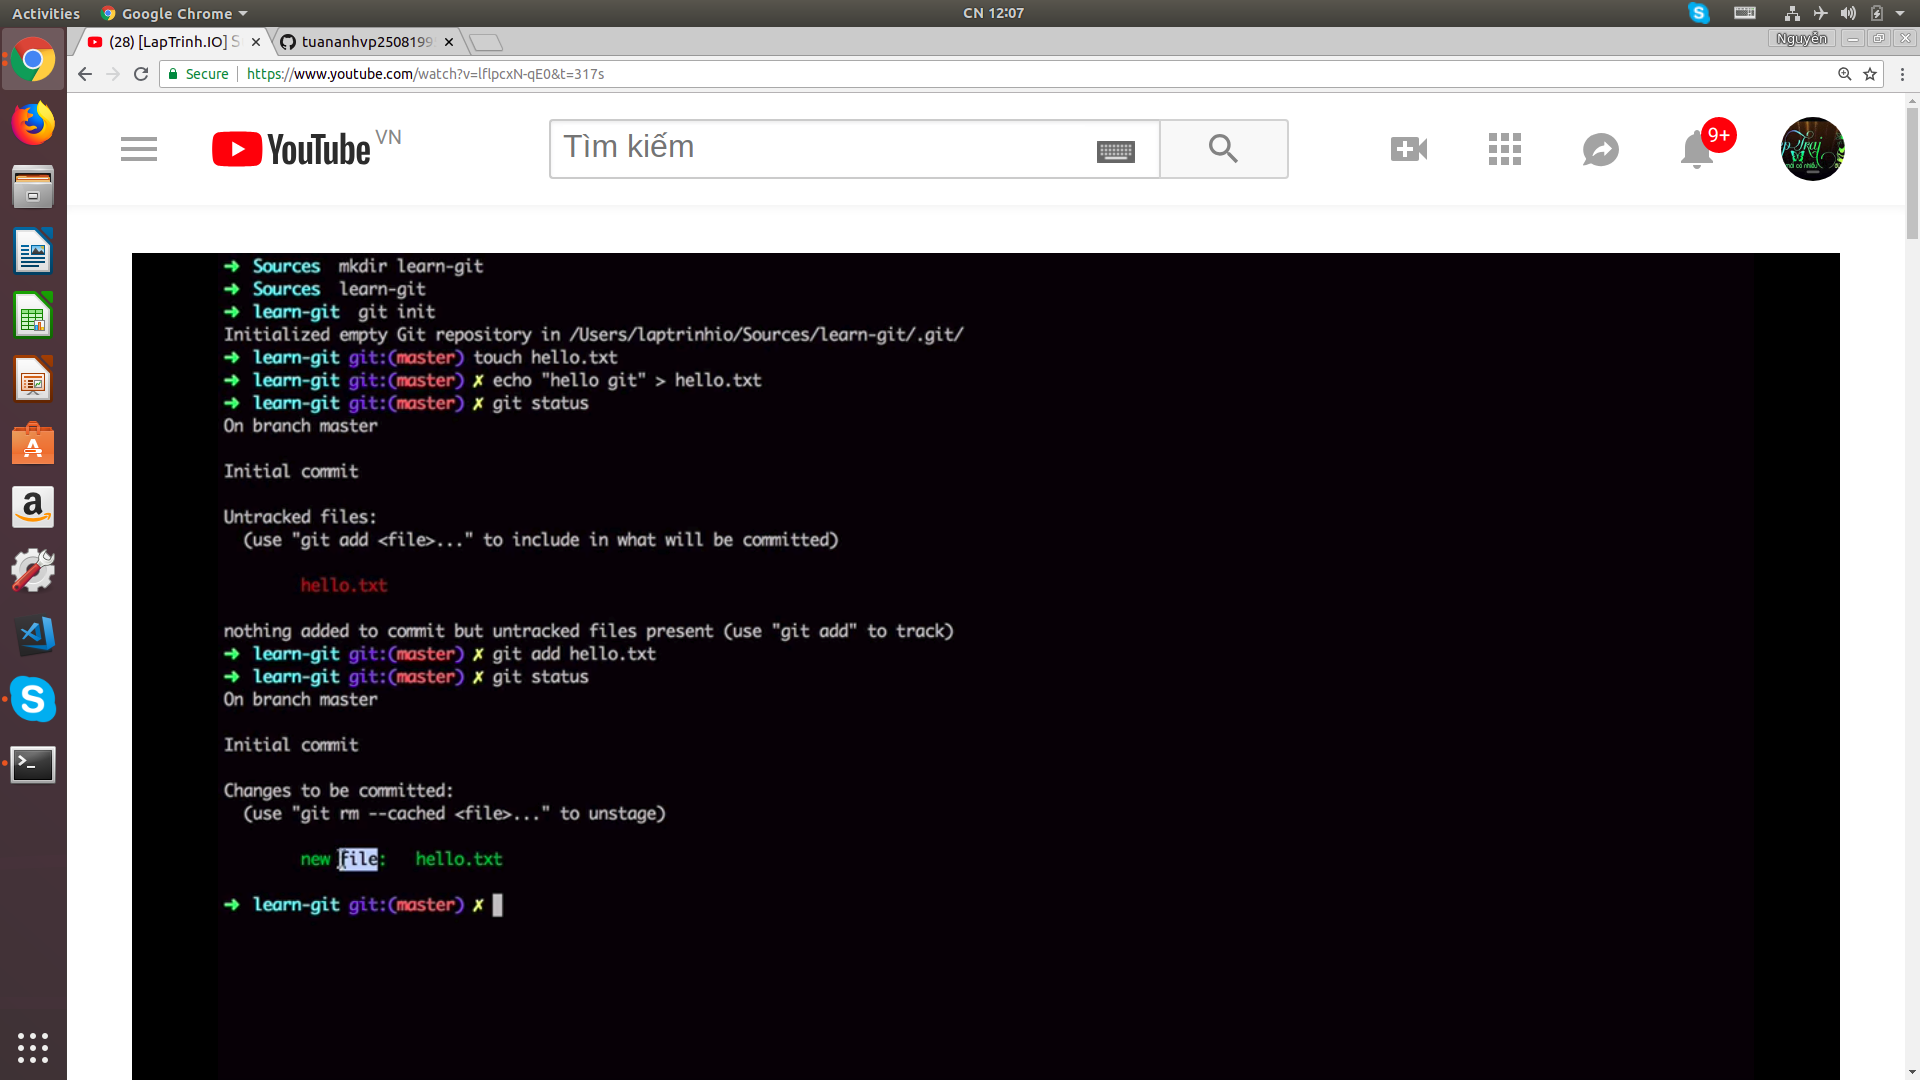 Activities
Google Chrome
CN 12:07
(28) [LapTrinh.IO] S
tuananhvp2508199
Nguyễn
Secure
https://www.youtube.com/watch?v=lflpcxN-qE0&t=317s
YouTube VN
Tìm kiếm
9+
➜ Sources mkdir learn-git
➜ Sources learn-git
➜ learn-git git init
Initialized empty Git repository in /Users/laptrinhio/Sources/learn-git/.git/
➜ learn-git git:(master) touch hello.txt
➜ learn-git git:(master) ✗ echo "hello git" > hello.txt
➜ learn-git git:(master) ✗ git status
On branch master
Initial commit
Untracked files:
(use "git add <file>..." to include in what will be committed)
hello.txt
nothing added to commit but untracked files present (use "git add" to track)
➜ learn-git git:(master) ✗ git add hello.txt
➜ learn-git git:(master) ✗ git status
On branch master
Initial commit
Changes to be committed:
(use "git rm --cached <file>..." to unstage)
new file: hello.txt
➜ learn-git git:(master) ✗